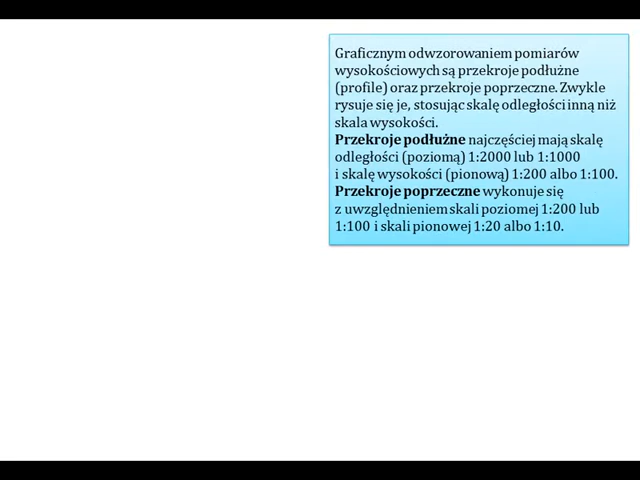 Graficznym odwzorowaniem pomiarów
wysokościowych są przekroje podłużne
(profile) oraz przekroje poprzeczne. Zwykle
rysuje się je, stosując skalę odległości inną niż
skala wysokości.
Przekroje podłużne najczęściej mają skalę
odległości (poziomą) 1:2000 lub 1:1000
i skalę wysokości (pionową) 1:200 albo 1:100.
Przekroje poprzeczne wykonuje się
z uwzględnieniem skali poziomej 1:200 lub
1:100 i skali pionowej 1:20 albo 1:10.